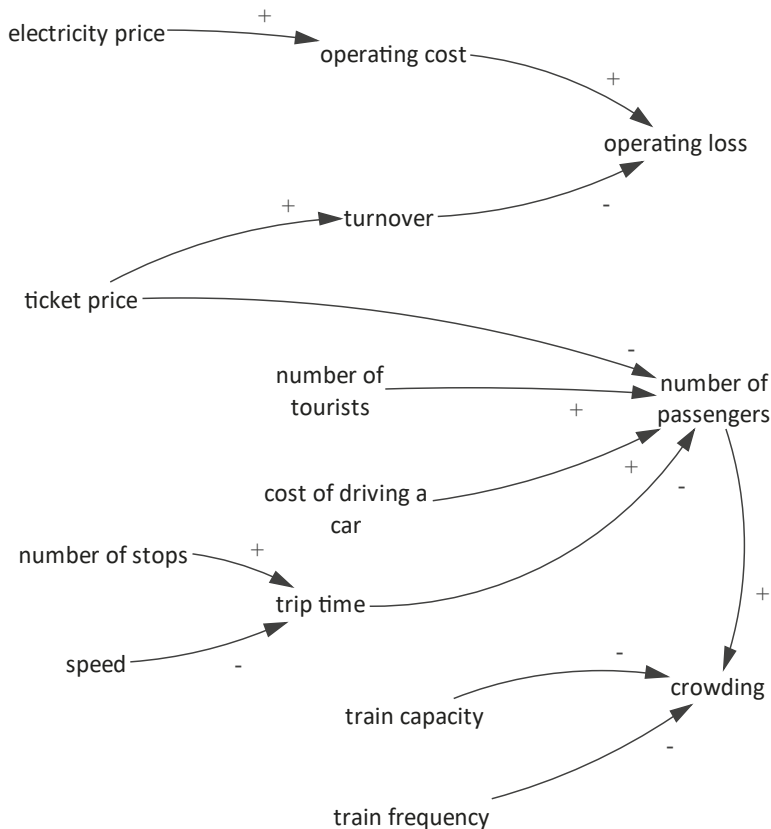 electricity price
+
operating cost
+
operating loss
+
turnover
-
ticket price
-
number of
tourists
+
number of
passengers
cost of driving a
car
+
-
number of stops
+
trip time
+
speed
-
-
crowding
train capacity
-
train frequency